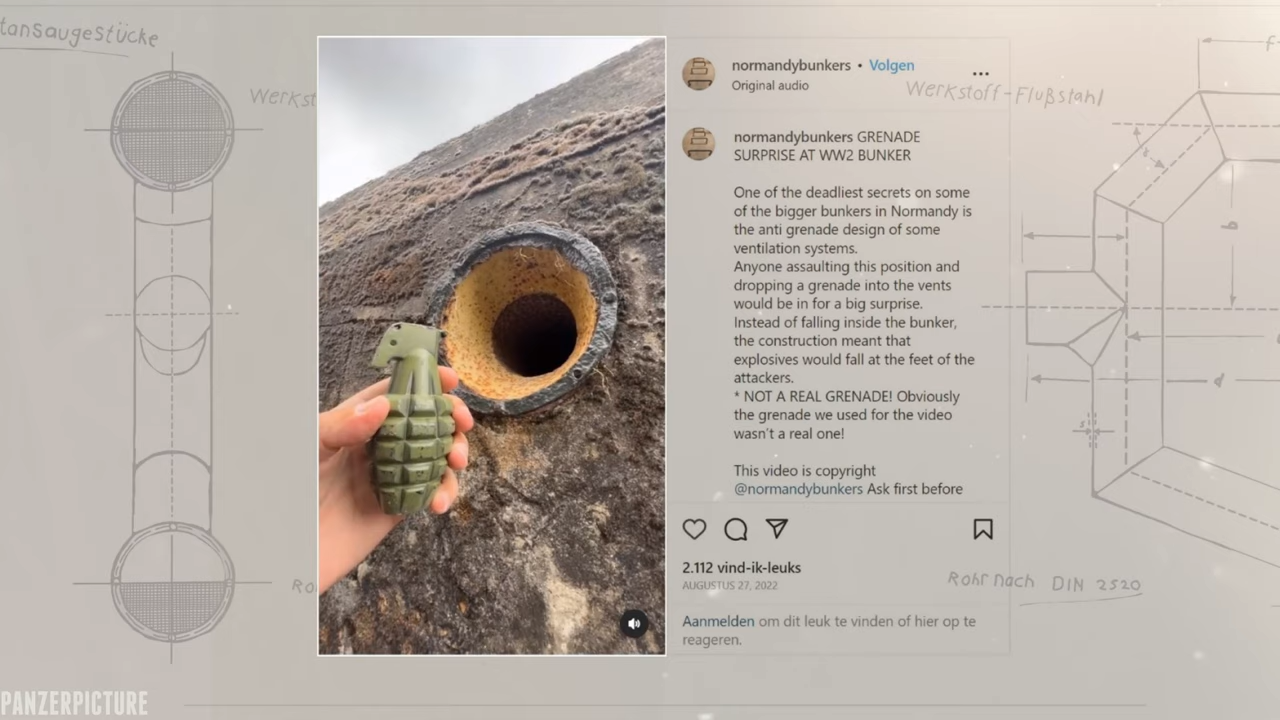 tansaugestücke
Werkst
normandybunkers • Volgen
Original audio
Werkstoff-Flußstahl
normandybunkers GRENADE
SURPRISE AT WW2 BUNKER
One of the deadliest secrets on some
of the bigger bunkers in Normandy is
the anti grenade design of some
ventilation systems.
Anyone assaulting this position and
dropping a grenade into the vents
would be in for a big surprise.
Instead of falling inside the bunker,
the construction meant that
explosives would fall at the feet of the
attackers.
* NOT A REAL GRENADE! Obviously
the grenade we used for the video
wasn't a real one!
This video is copyright
@normandybunkers Ask first before
2.112 vind-ik-leuks
AUGUSTUS 27, 2022
Aanmelden om dit leuk te vinden of hier op te
reageren.
Ro
Rohr nach DIN 2520
f
b
d
s
PANZERPICTURE